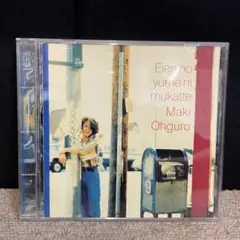 Eien no
yume ni
mukatte
Maki
Ohguro